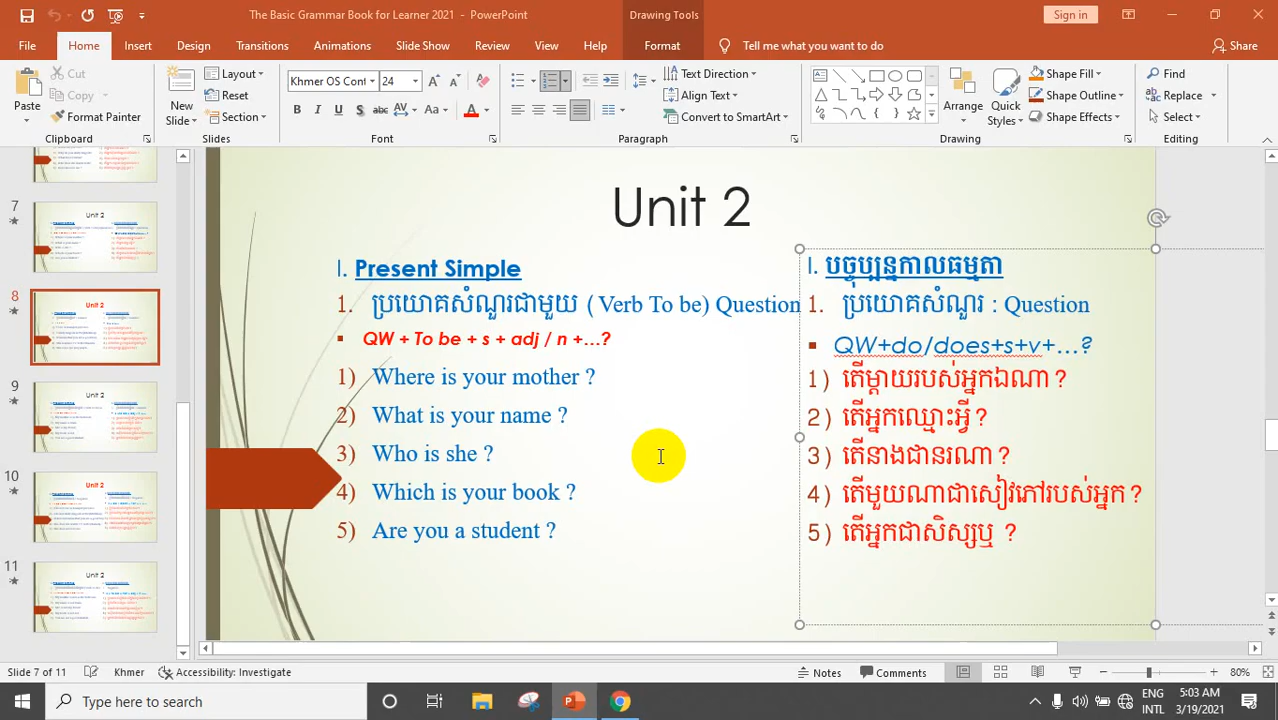 The Basic Grammar Book for Learner 2021 - PowerPoint
Drawing Tools
Sign in
File
Home
Insert
Design
Transitions
Animations
Slide Show
Review
View
Help
Format
Tell me what you want to do
Share
Paste
Cut
Copy
Format Painter
Clipboard
New Slide
Layout
Reset
Section
Slides
Khmer OS Cont
24
Font
Text Direction
Align Text
Convert to SmartArt
Paragraph
Arrange
Quick Styles
Shape Fill
Shape Outline
Shape Effects
Drawing
Find
Replace
Select
Editing
7
8
9
10
11
Unit 2
I. Present Simple
1. ប្រយោគសំណួរជាមួយ (Verb To be) Question
QW + To be + s + adj / n +...?
1) Where is your mother ?
2) What is your name ?
3) Who is she ?
4) Which is your book ?
5) Are you a student ?
I. បច្ចុប្បន្នកាលធម្មតា
1. ប្រយោគសំណួរ : Question
QW+do/does+s+v+...?
1) តើម្តាយរបស់អ្នកឯណា ?
2) តើអ្នកឈ្មោះអ្វី ?
3) តើនាងជានរណា ?
4) តើមួយណាជាសៀវភៅរបស់អ្នក ?
5) តើអ្នកជាសិស្សឬ ?
Slide 7 of 11
Khmer
Accessibility: Investigate
Notes
Comments
80%
Type here to search
ENG
INTL
5:03 AM
3/19/2021